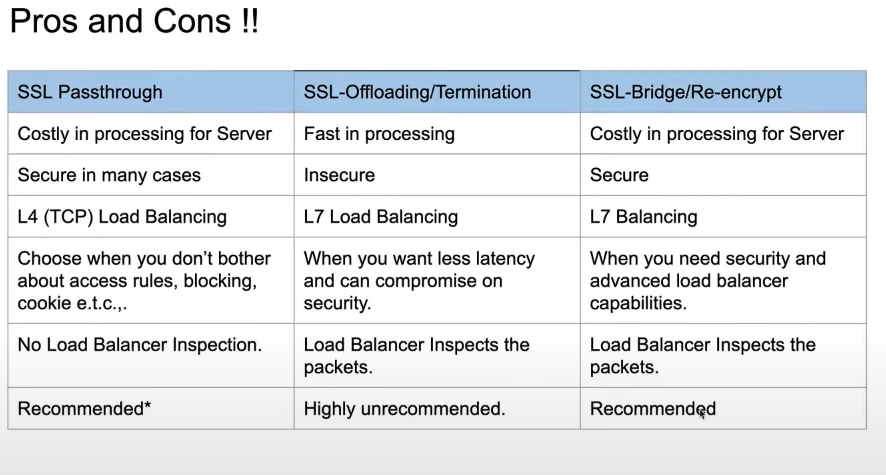 Pros and Cons !!
SSL Passthrough
SSL-Offloading/Termination
SSL-Bridge/Re-encrypt
Costly in processing for Server
Fast in processing
Costly in processing for Server
Secure in many cases
Insecure
Secure
L4 (TCP) Load Balancing
L7 Load Balancing
L7 Balancing
Choose when you don’t bother
about access rules, blocking,
cookie e.t.c.,.
When you want less latency
and can compromise on
security.
When you need security and
advanced load balancer
capabilities.
No Load Balancer Inspection.
Load Balancer Inspects the
packets.
Load Balancer Inspects the
packets.
Recommended*
Highly unrecommended.
Recommended